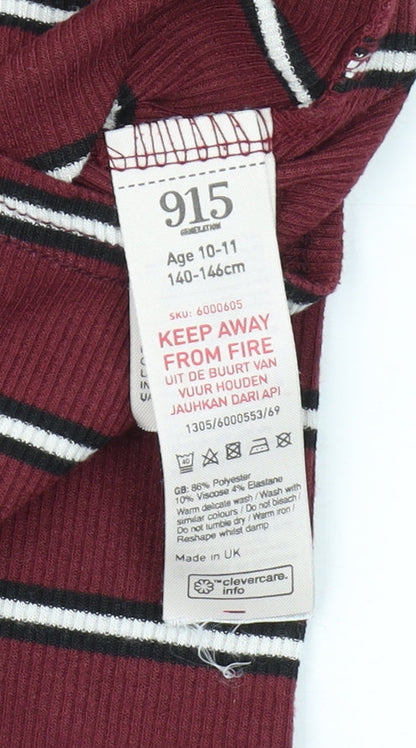 915
GENERATION
Age 10-11
140-146cm
SKU: 6000605
KEEP AWAY
FROM FIRE
UIT DE BUURT VAN
VUUR HOUDEN
JAUHKAN DARI API
1305/6000553/69
40
GB: 86% Polyester
10% Viscose 4% Elastane
Warm delicate wash / Wash with
similar colours / Do not bleach /
Do not tumble dry / Warm iron /
Reshape whilst damp
Made in UK
™clevercare.
info